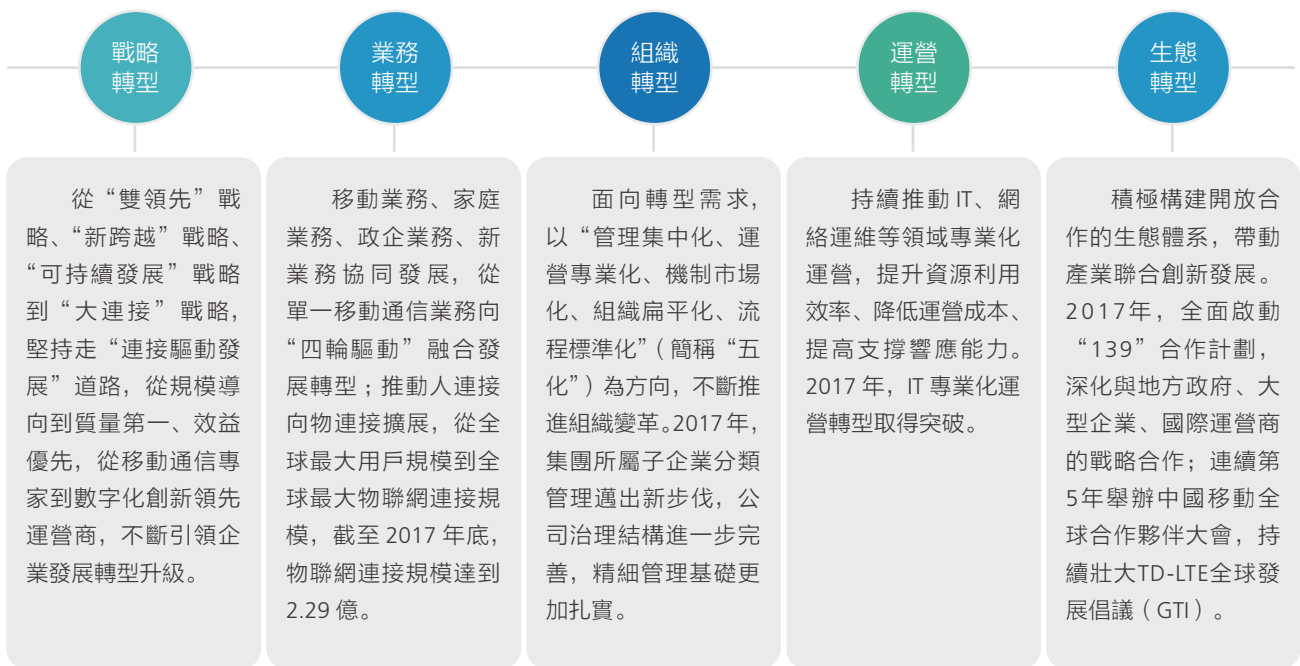 戰略
轉型
業務
轉型
組織
轉型
運營
轉型
生態
轉型
從“雙領先”戰
略、“新跨越”戰略、
“可持續發展”戰略
到“大連接”戰略，
堅持走“連接驅動發
展”道路，從規模導
向到質量第一、效益
優先，從移動通信專
家到數字化創新領先
運營商，不斷引領企
業發展轉型升級。
移動業務、家庭
業務、政企業務、新
業務協同發展，從
單一移動通信業務向
“四輪驅動”融合發
展轉型；推動人連接
向物連接擴展，從全
球最大用戶規模到全
球最大物聯網連接規
模，截至 2017 年底，
物聯網連接規模達到
2.29 億。
面向轉型需求，
以“管理集中化、運
營專業化、機制市場
化、組織扁平化、流
程標準化”（簡稱“五
化”）為方向，不斷推
進組織變革。2017 年，
集團所屬子企業分類
管理邁出新步伐，公
司治理結構進一步完
善，精細管理基礎更
加扎實。
持續推動 IT、網
絡運維等領域專業化
運營，提升資源利用
效率、降低運營成本、
提高支撐響應能力。
2017 年，IT 專業化運
營轉型取得突破。
積極構建開放合
作的生態體系，帶動
產業聯合創新發展。
2017年，全面啟動
“139”合作計劃，
深化與地方政府、大
型企業、國際運營商
的戰略合作；連續第
5年舉辦中國移動全
球合作夥伴大會，持
續壯大TD-LTE全球發
展倡議（GTI）。